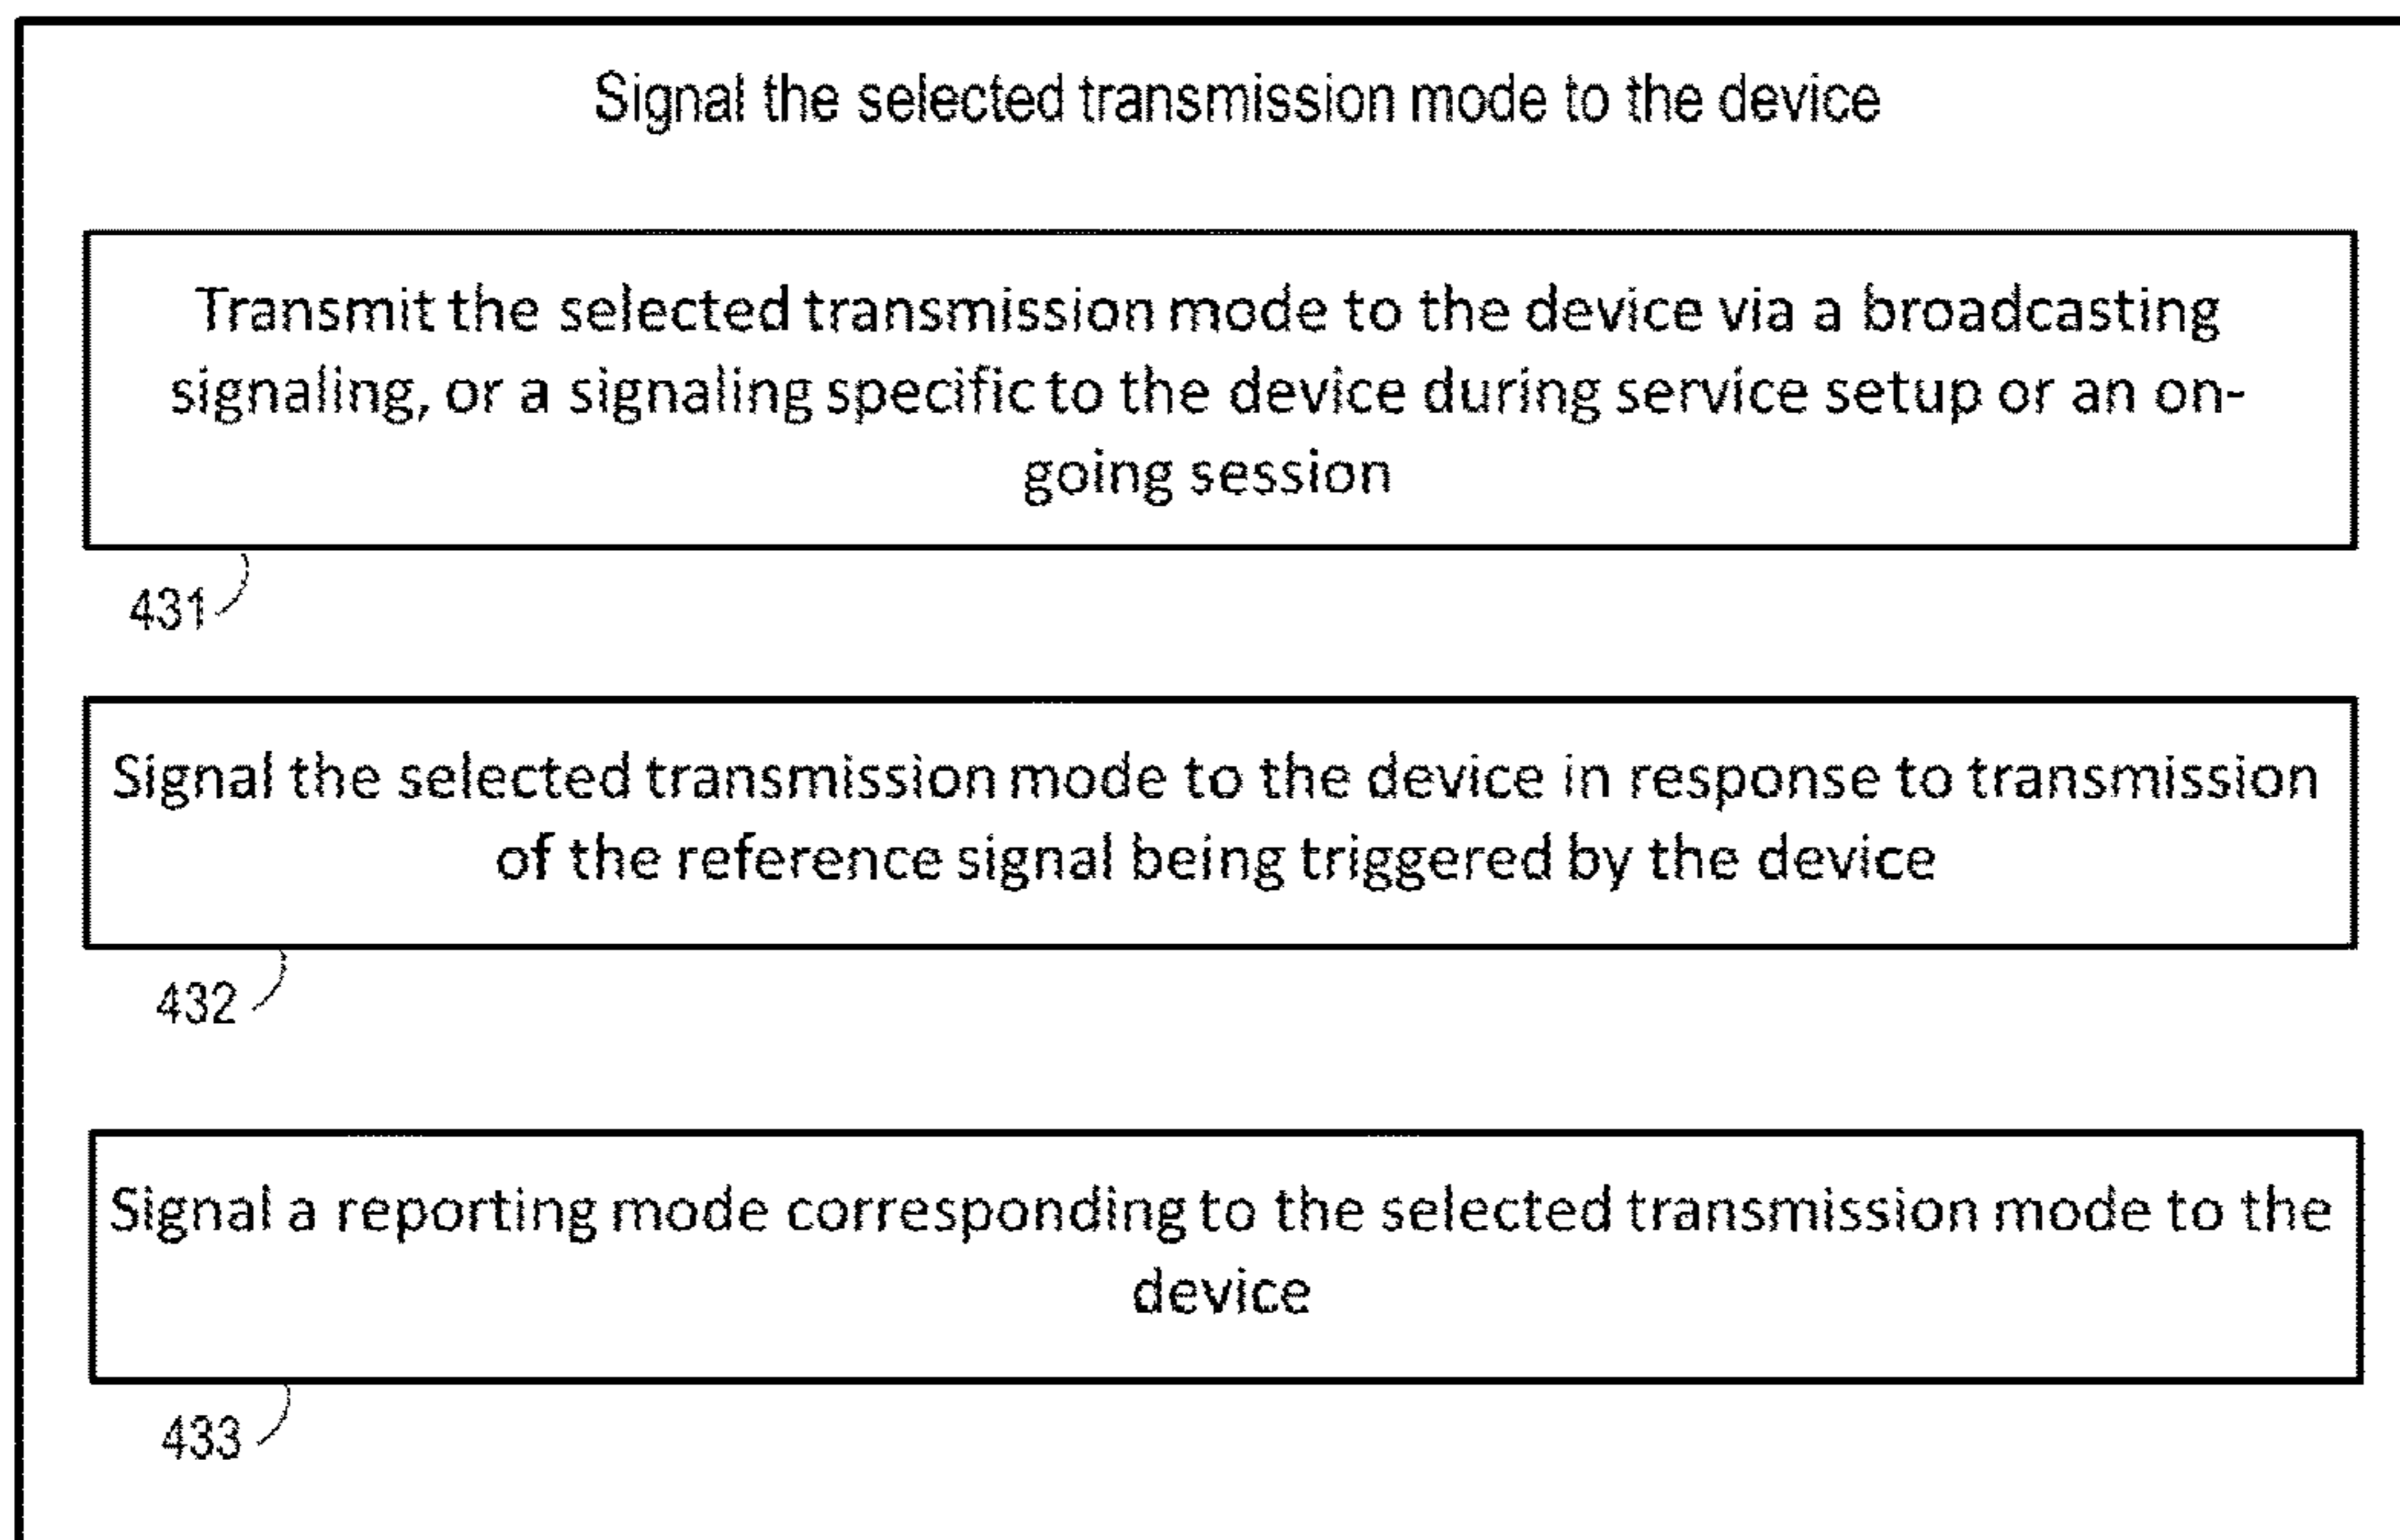 Signal the selected transmission mode to the device
Transmit the selected transmission mode to the device via a broadcasting
signaling, or a signaling specific to the device during service setup or an on-
going session
431
Signal the selected transmission mode to the device in response to transmission
of the reference signal being triggered by the device
432
Signal a reporting mode corresponding to the selected transmission mode to the
device
433